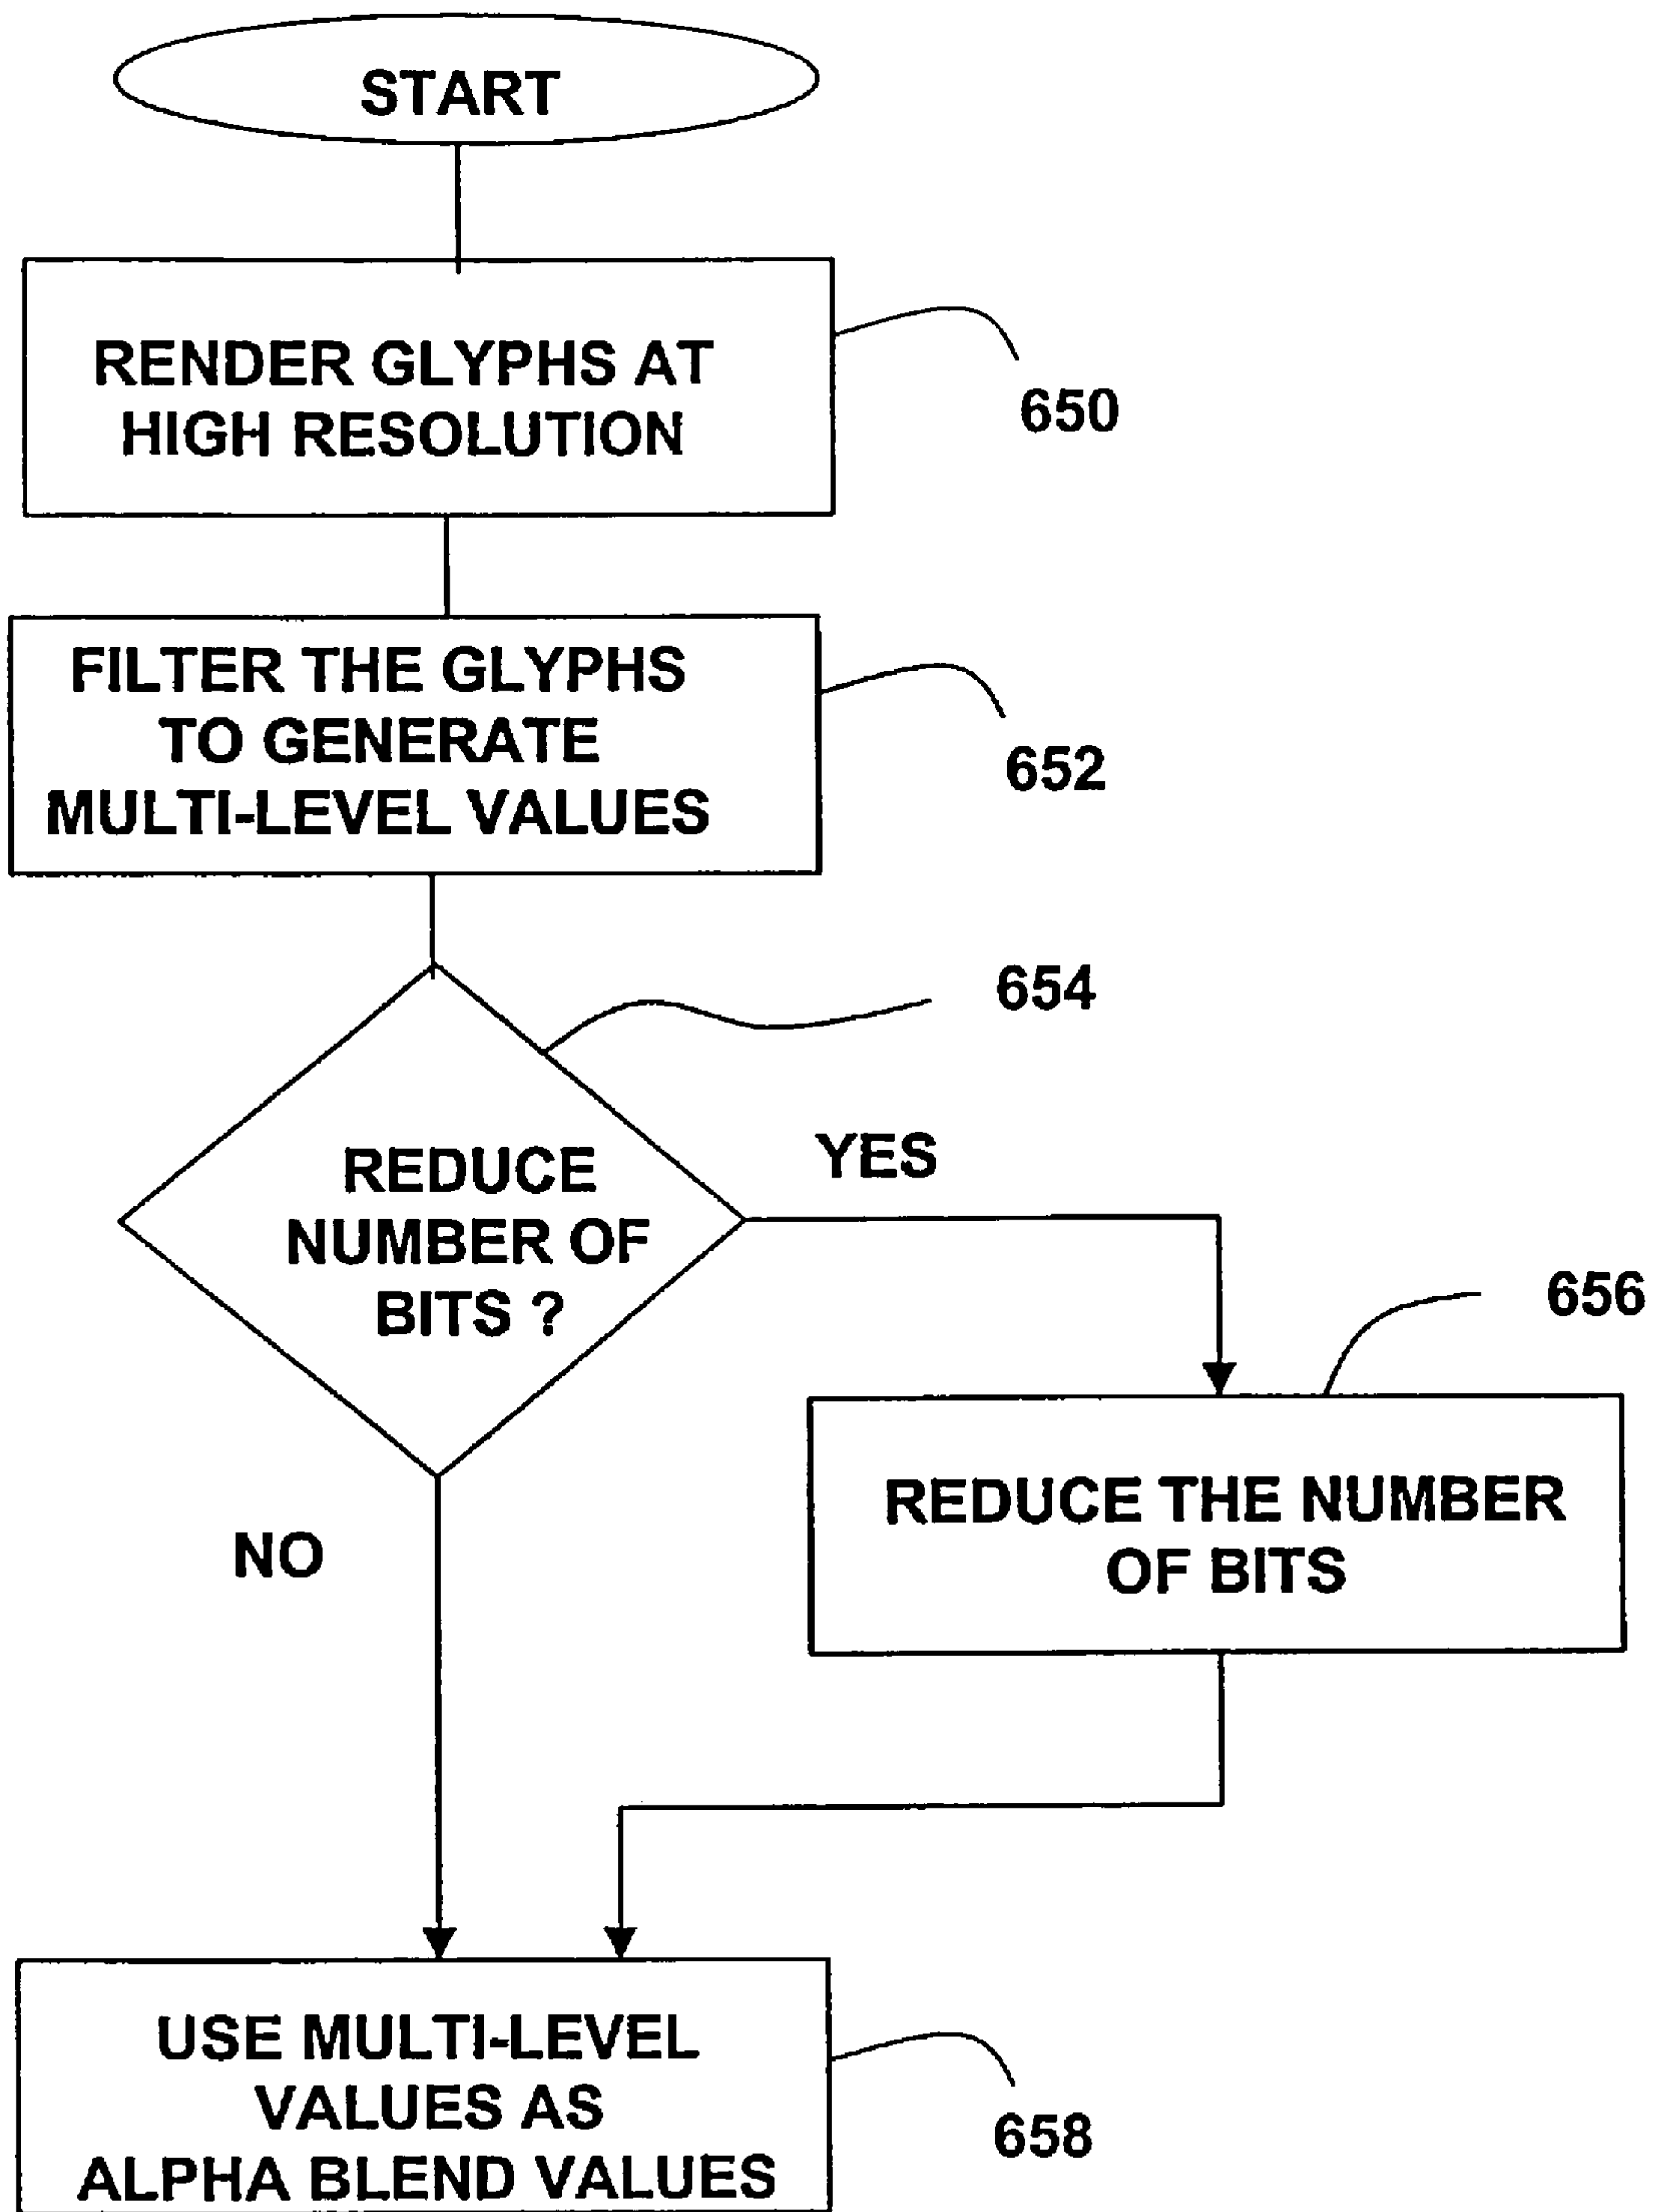 START
RENDER GLYPHS AT
HIGH RESOLUTION
650
FILTER THE GLYPHS
TO GENERATE
MULTI-LEVEL VALUES
652
654
REDUCE
NUMBER OF
BITS ?
YES
656
REDUCE THE NUMBER
OF BITS
NO
USE MULTI-LEVEL
VALUES AS
ALPHA BLEND VALUES
658